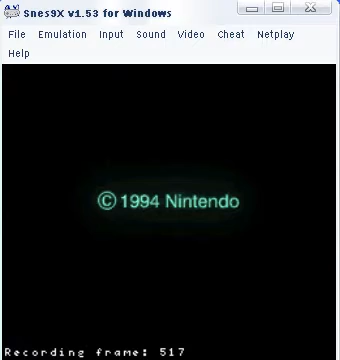 Snes9X v1.53 for Windows
File Emulation Input Sound Video Cheat Netplay
Help
© 1994 Nintendo
Recording frame: 517